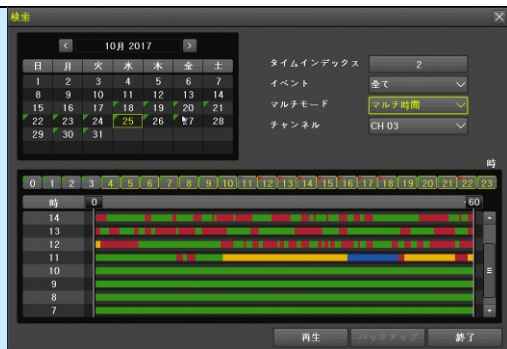 検索
10月 2017
日 月 火 水 木 金 土
1 2 3 4 5 6 7
8 9 10 11 12 13 14
15 16 17 18 19 20 21
22 23 24 25 26 27 28
29 30 31
タイムインデックス 2
イベント 全て
マルチモード マルチ時間
チャンネル CH 03
時
0 1 2 3 4 5 6 7 8 9 10 11 12 13 14 15 16 17 18 19 20 21 22 23
時 0 60
14
13
12
11
10
9
8
7
再生 バックアップ 終了